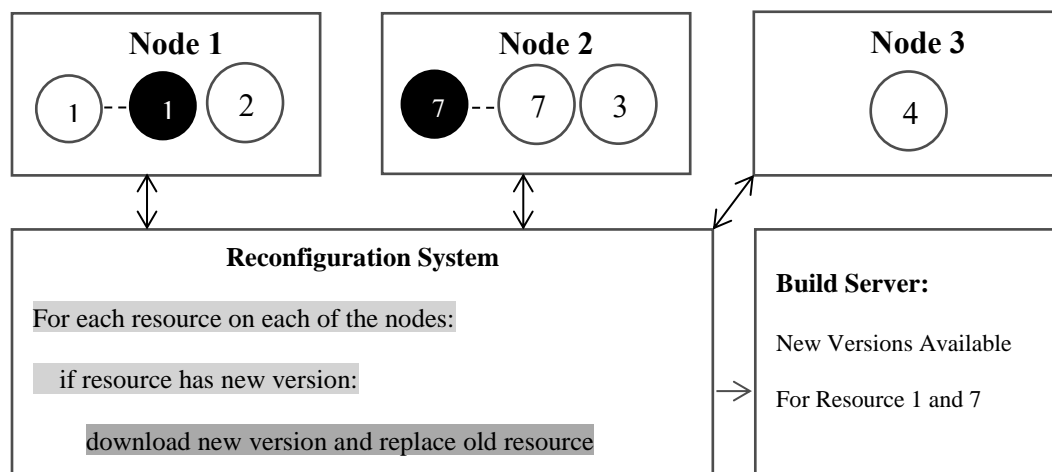 Node 1
1
1
2
Node 2
7
7
3
Node 3
4
Reconfiguration System
For each resource on each of the nodes:
if resource has new version:
download new version and replace old resource
Build Server:
New Versions Available
For Resource 1 and 7